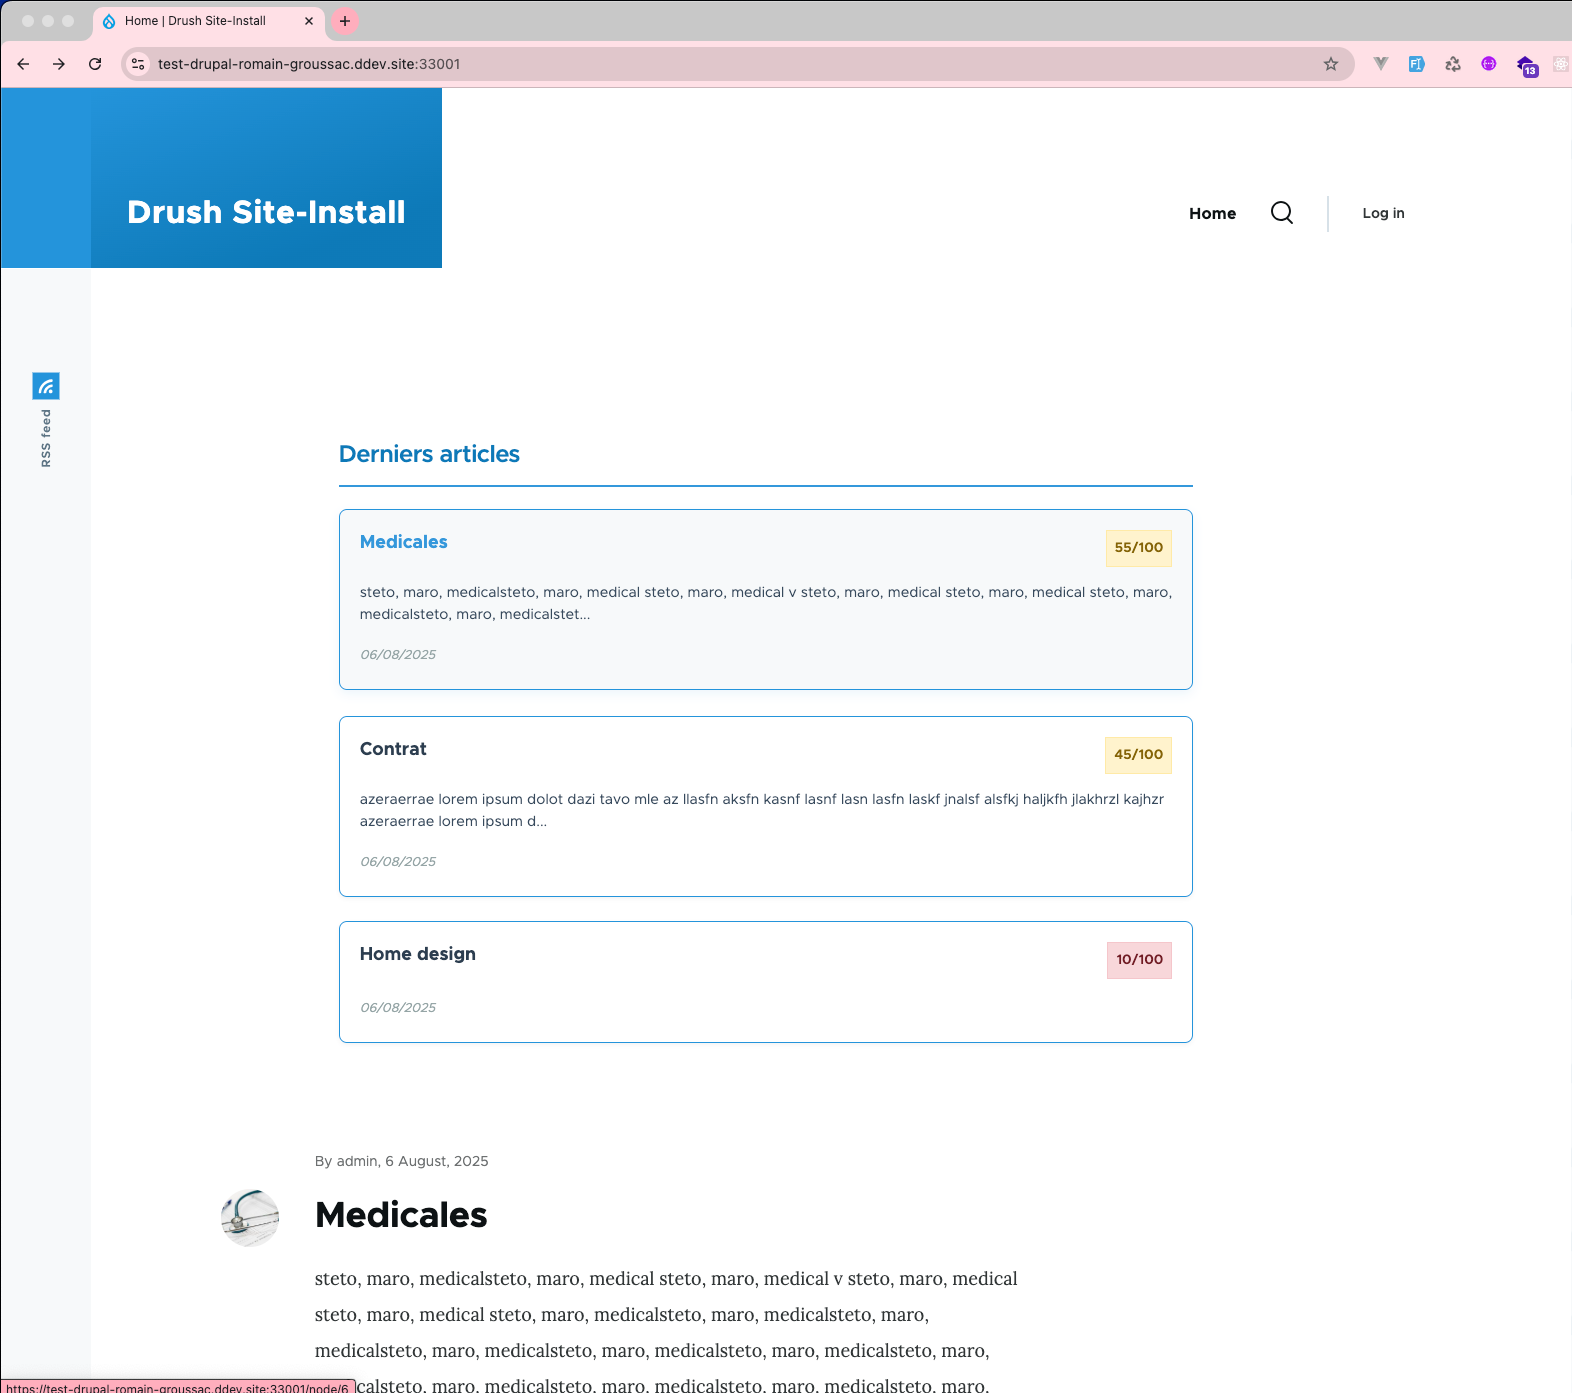 Home | Drush Site-Install
test-drupal-romain-groussac.ddev.site:33001
13
Drush Site-Install
Home
Log in
RSS feed
Derniers articles
Medicales
55/100
steto, maro, medicalsteto, maro, medical steto, maro, medical v steto, maro, medical steto, maro, medical steto, maro,
medicalsteto, maro, medicalstet...
06/08/2025
Contrat
45/100
azeraerrae lorem ipsum dolot dazi tavo mle az llasfn aksfn kasnf lasnf lasn lasfn laskf jnalsf alsfkj haljkfh jlakhrzl kajhzr
azeraerrae lorem ipsum d...
06/08/2025
Home design
10/100
06/08/2025
By admin, 6 August, 2025
Medicales
steto, maro, medicalsteto, maro, medical steto, maro, medical v steto, maro, medical
steto, maro, medical steto, maro, medicalsteto, maro, medicalsteto, maro,
medicalsteto, maro, medicalsteto, maro, medicalsteto, maro, medicalsteto, maro,
calsteto, maro, medicalsteto, maro, medicalsteto, maro, medicalsteto, maro,
https://test-drupal-romain-groussac.ddev.site:33001/node/6